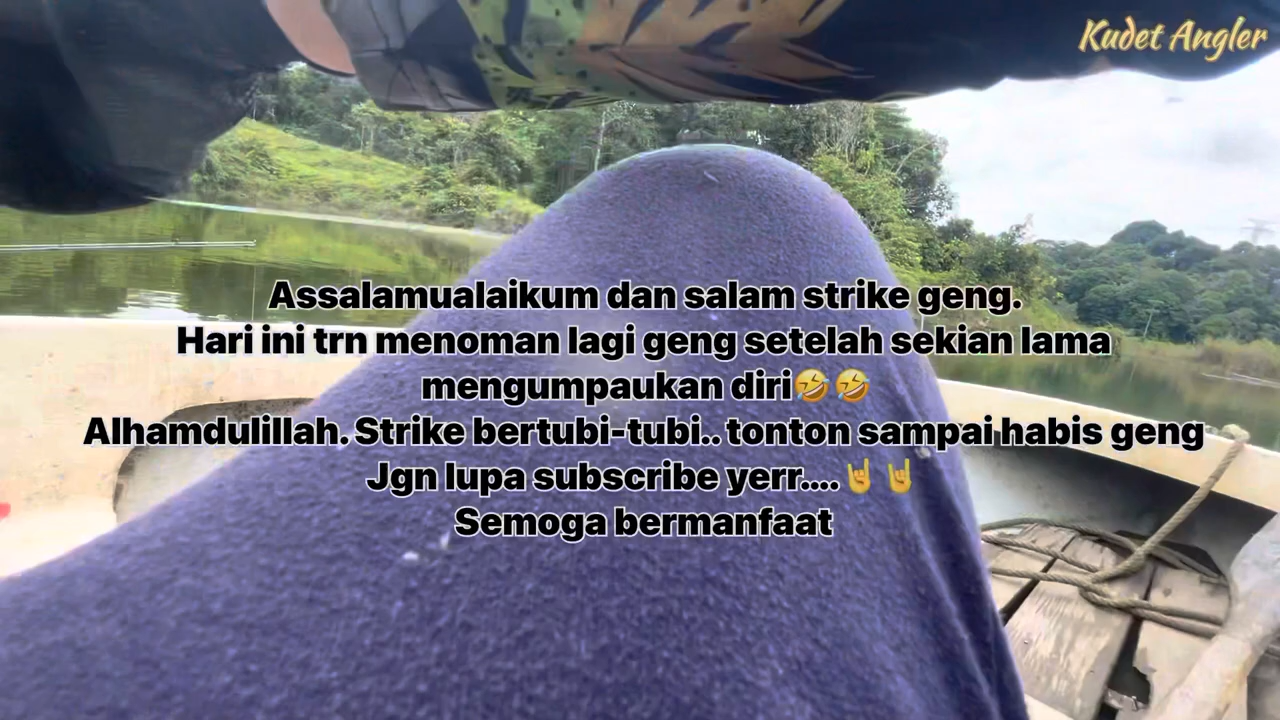 Kudet Angler
Assalamualaikum dan salam strike geng.
Hari ini trn menoman lagi geng setelah sekian lama
mengumpaukan diri🤣🤣
Alhamdulillah. Strike bertubi-tubi.. tonton sampai habis geng
Jgn lupa subscribe yerr....🤘🤘
Semoga bermanfaat